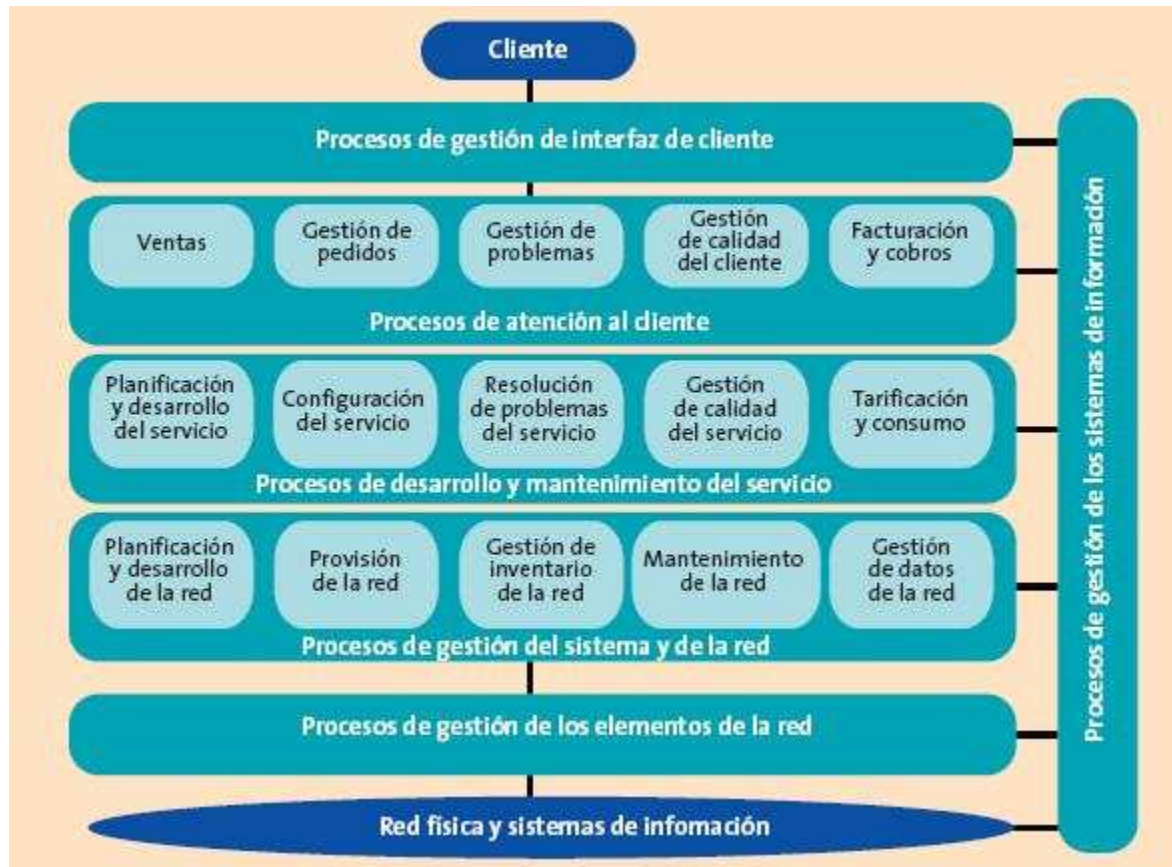 Cliente
Procesos de gestión de interfaz de cliente
Ventas
Gestión de
pedidos
Gestión de
problemas
Gestión
de calidad
del cliente
Facturación
y cobros
Procesos de atención al cliente
Planificación
y desarrollo
del servicio
Configuración
del servicio
Resolución
de problemas
del servicio
Gestión
de calidad
del servicio
Tarificación
y consumo
Procesos de desarrollo y mantenimiento del servicio
Planificación
y desarrollo
de la red
Provisión
de la red
Gestión de
inventario
de la red
Mantenimiento
de la red
Gestión
de datos
de la red
Procesos de gestión del sistema y de la red
Procesos de gestión de los elementos de la red
Red física y sistemas de infomación
Procesos de gestión de los sistemas de información